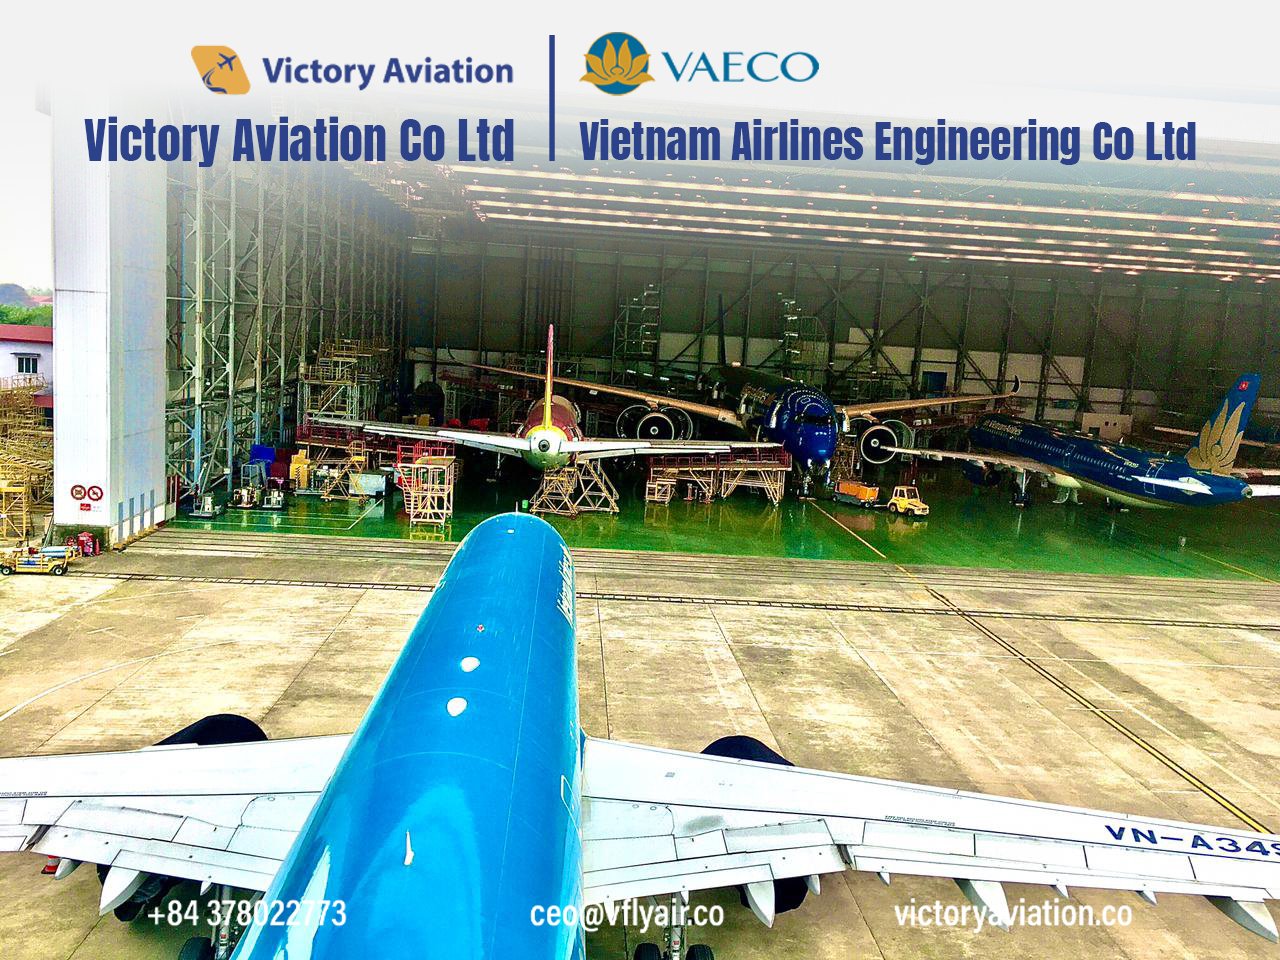 Victory Aviation
VAECO
Victory Aviation Co Ltd
Vietnam Airlines Engineering Co Ltd
VN-A349
+84 378022773
ceo@vflyair.co
victoryaviation.co